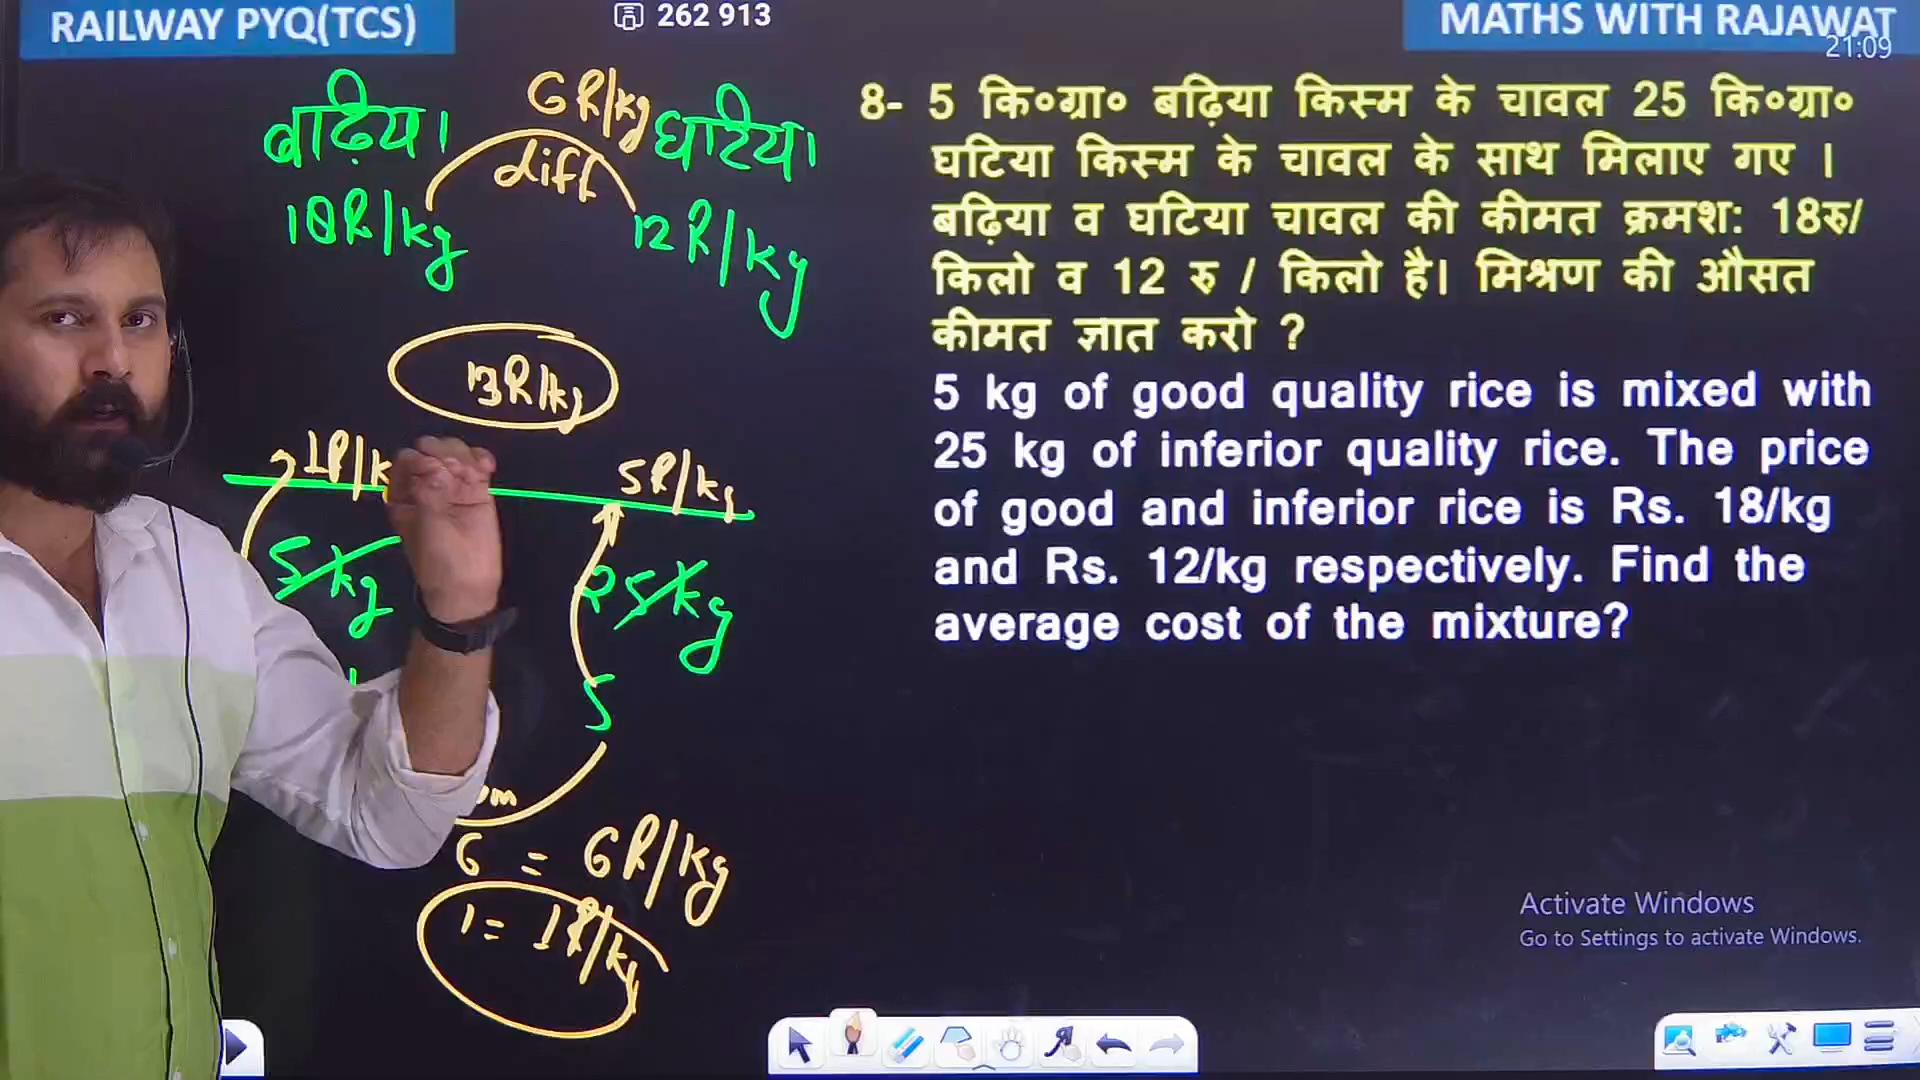 RAILWAY PYQ(TCS)
262 913
MATHS WITH RAJAWAT
21:09
बढ़िया
6R/kg
घटिया
diff
18R/kg
12R/kg
13R/kg
1R/k
5R/kg
5kg
25kg
5
6 = 6R/kg
1 = 1R/kg
8- 5 कि०ग्रा० बढ़िया किस्म के चावल 25 कि०ग्रा०
घटिया किस्म के चावल के साथ मिलाए गए ।
बढ़िया व घटिया चावल की कीमत क्रमश: 18रु/
किलो व 12 रु / किलो है। मिश्रण की औसत
कीमत ज्ञात करो ?
5 kg of good quality rice is mixed with
25 kg of inferior quality rice. The price
of good and inferior rice is Rs. 18/kg
and Rs. 12/kg respectively. Find the
average cost of the mixture?
Activate Windows
Go to Settings to activate Windows.